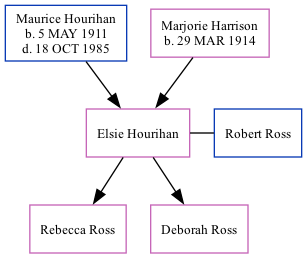 Maurice Hourihan
b. 5 MAY 1911
d. 18 OCT 1985
Marjorie Harrison
b. 29 MAR 1914
Elsie Hourihan
Robert Ross
Rebecca Ross
Deborah Ross